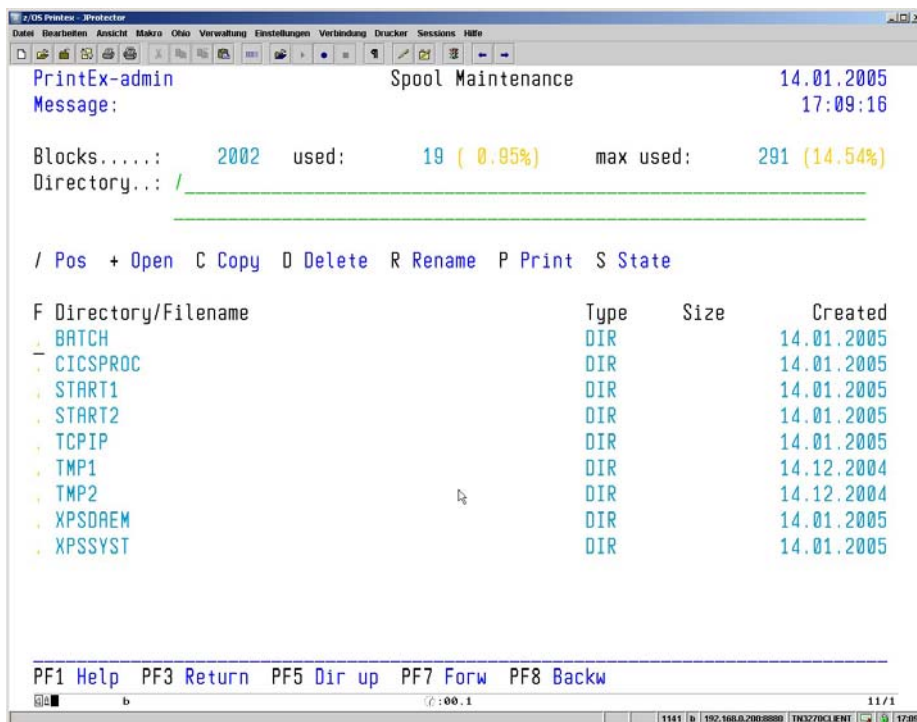 z/OS Printex - JProtector
Datei Bearbeiten Ansicht Makro Ohio Verwaltung Einstellungen Verbindung Drucker Sessions Hilfe
PrintEx-admin Spool Maintenance 14.01.2005
Message: 17:09:16
Blocks.....: 2002 used: 19 ( 0.95%) max used: 291 (14.54%)
Directory..: /
/ Pos + Open C Copy D Delete R Rename P Print S State
F Directory/Filename Type Size Created
. BATCH DIR 14.01.2005
. CICSPROC DIR 14.01.2005
. START1 DIR 14.01.2005
. START2 DIR 14.01.2005
. TCPIP DIR 14.01.2005
. TMP1 DIR 14.12.2004
. TMP2 DIR 14.12.2004
. XPSDAEM DIR 14.01.2005
. XPSSYST DIR 14.01.2005
PF1 Help PF3 Return PF5 Dir up PF7 Forw PF8 Backw
b :00.1 11/1
1141 b 192.168.0.200:8880 TN3270CLIENT 17:09